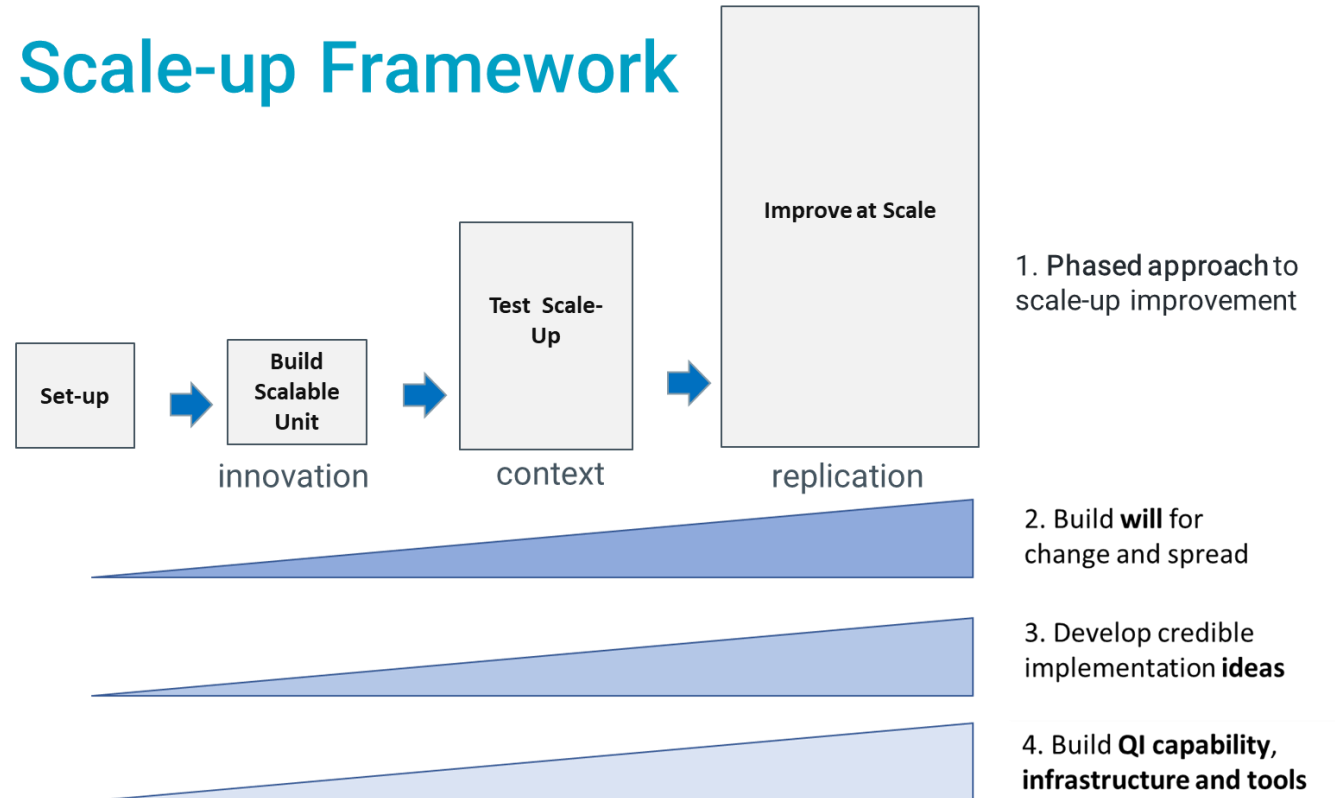 Scale-up Framework
Set-up
Build
Scalable
Unit
innovation
Test Scale-
Up
context
Improve at Scale
replication
1. Phased approach to
scale-up improvement
2. Build will for
change and spread
3. Develop credible
implementation ideas
4. Build QI capability,
infrastructure and tools